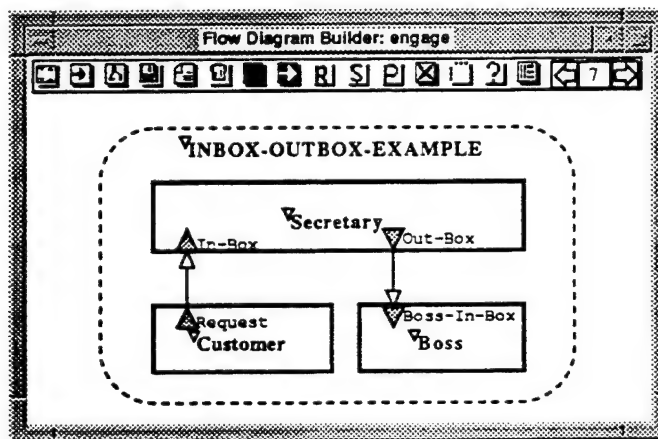 Flow Diagram Builder: engage
R S P ? 7
INBOX-OUTBOX-EXAMPLE
Secretary
In-Box Out-Box
Request Boss-In-Box
Customer Boss